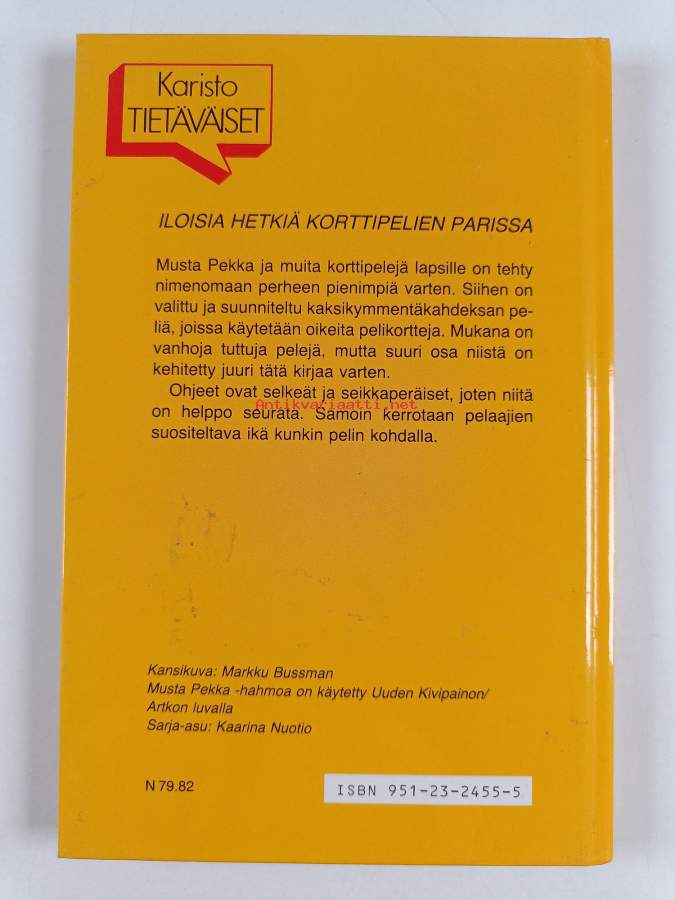 Karisto
TIETÄVÄISET
ILOISIA HETKIÄ KORTTIPELIEN PARISSA
Musta Pekka ja muita korttipelejä lapsille on tehty
nimenomaan perheen pienimpiä varten. Siihen on
valittu ja suunniteltu kaksikymmentäkahdeksan pe-
liä, joissa käytetään oikeita pelikortteja. Mukana on
vanhoja tuttuja pelejä, mutta suuri osa niistä on
kehitetty juuri tätä kirjaa varten.
Ohjeet ovat selkeät ja seikkaperäiset, joten niitä
Antikvariaatti.net
on helppo seurata. Samoin kerrotaan pelaajien
suositeltava ikä kunkin pelin kohdalla.
Kansikuva: Markku Bussman
Musta Pekka -hahmoa on käytetty Uuden Kivipainon/
Artkon luvalla
Sarja-asu: Kaarina Nuotio
N 79.82
ISBN 951-23-2455-5